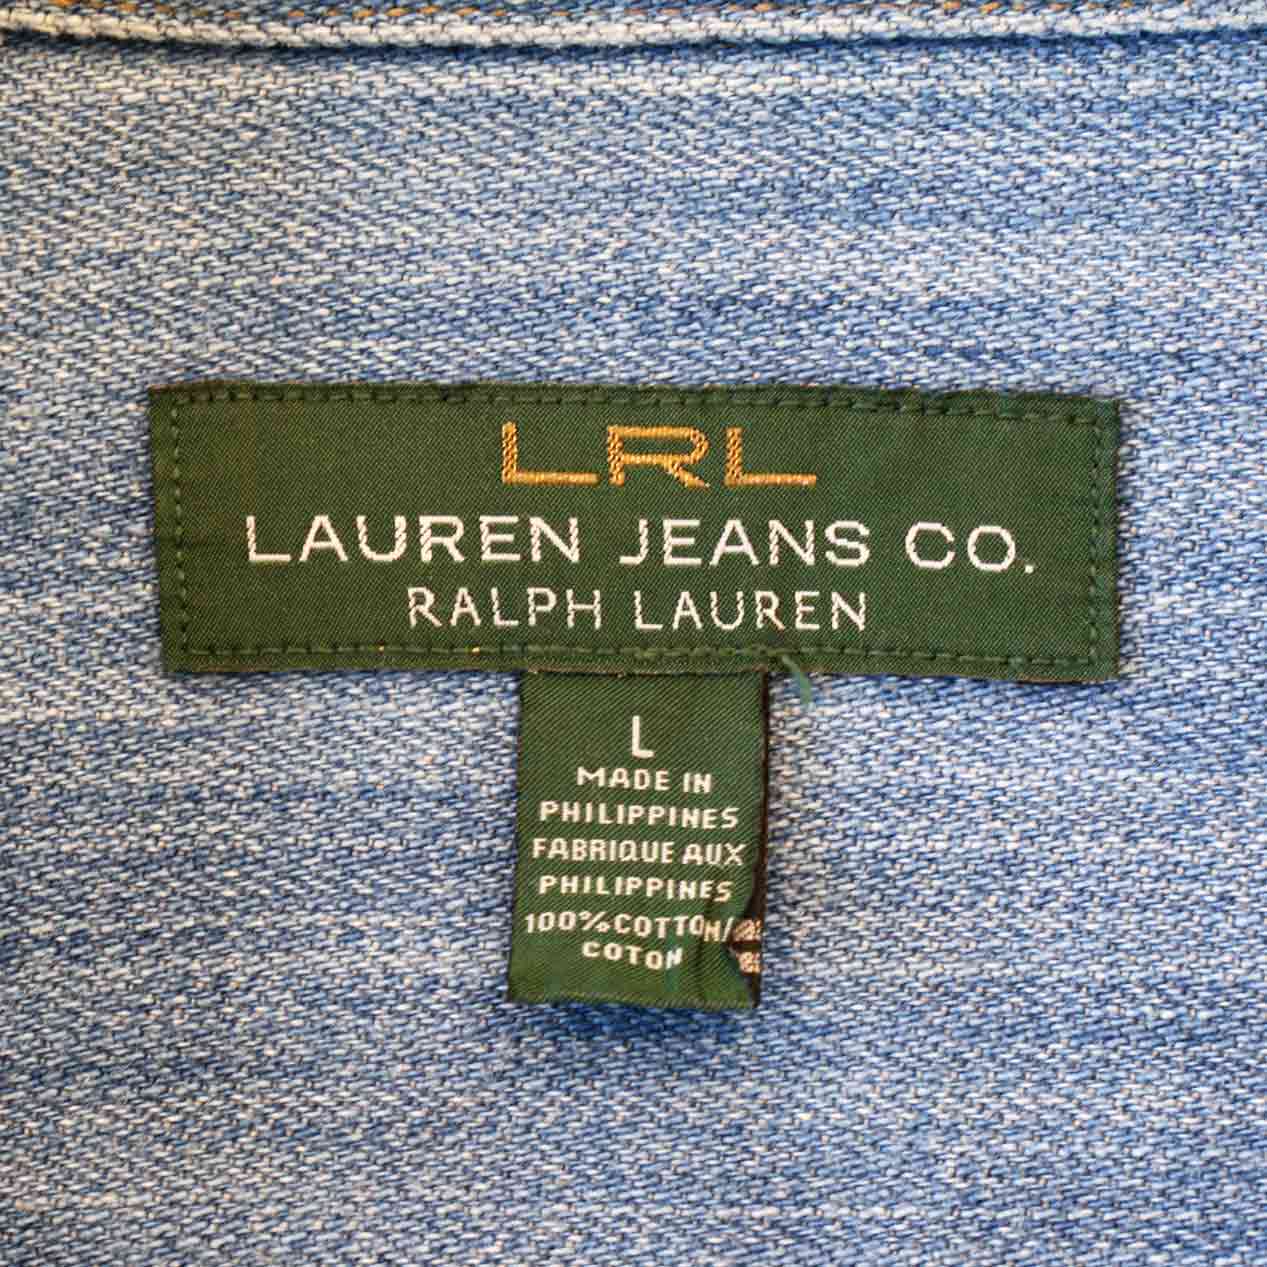 LRL
LAUREN JEANS CO.
RALPH LAUREN
L
MADE IN
PHILIPPINES
FABRIQUE AUX
PHILIPPINES
100% COTTON/
COTON